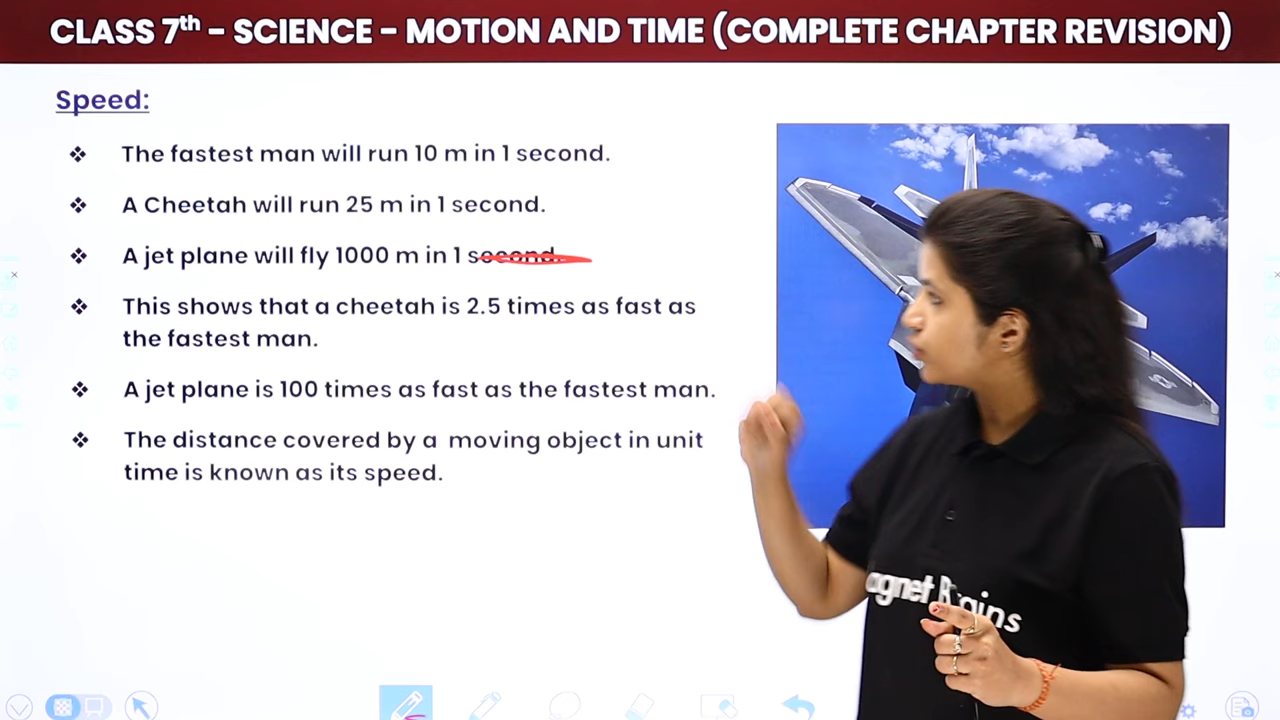 CLASS 7th – SCIENCE – MOTION AND TIME (COMPLETE CHAPTER REVISION)
Speed:
❖ The fastest man will run 10 m in 1 second.
❖ A Cheetah will run 25 m in 1 second.
❖ A jet plane will fly 1000 m in 1 second.
❖ This shows that a cheetah is 2.5 times as fast as
the fastest man.
❖ A jet plane is 100 times as fast as the fastest man.
❖ The distance covered by a moving object in unit
time is known as its speed.